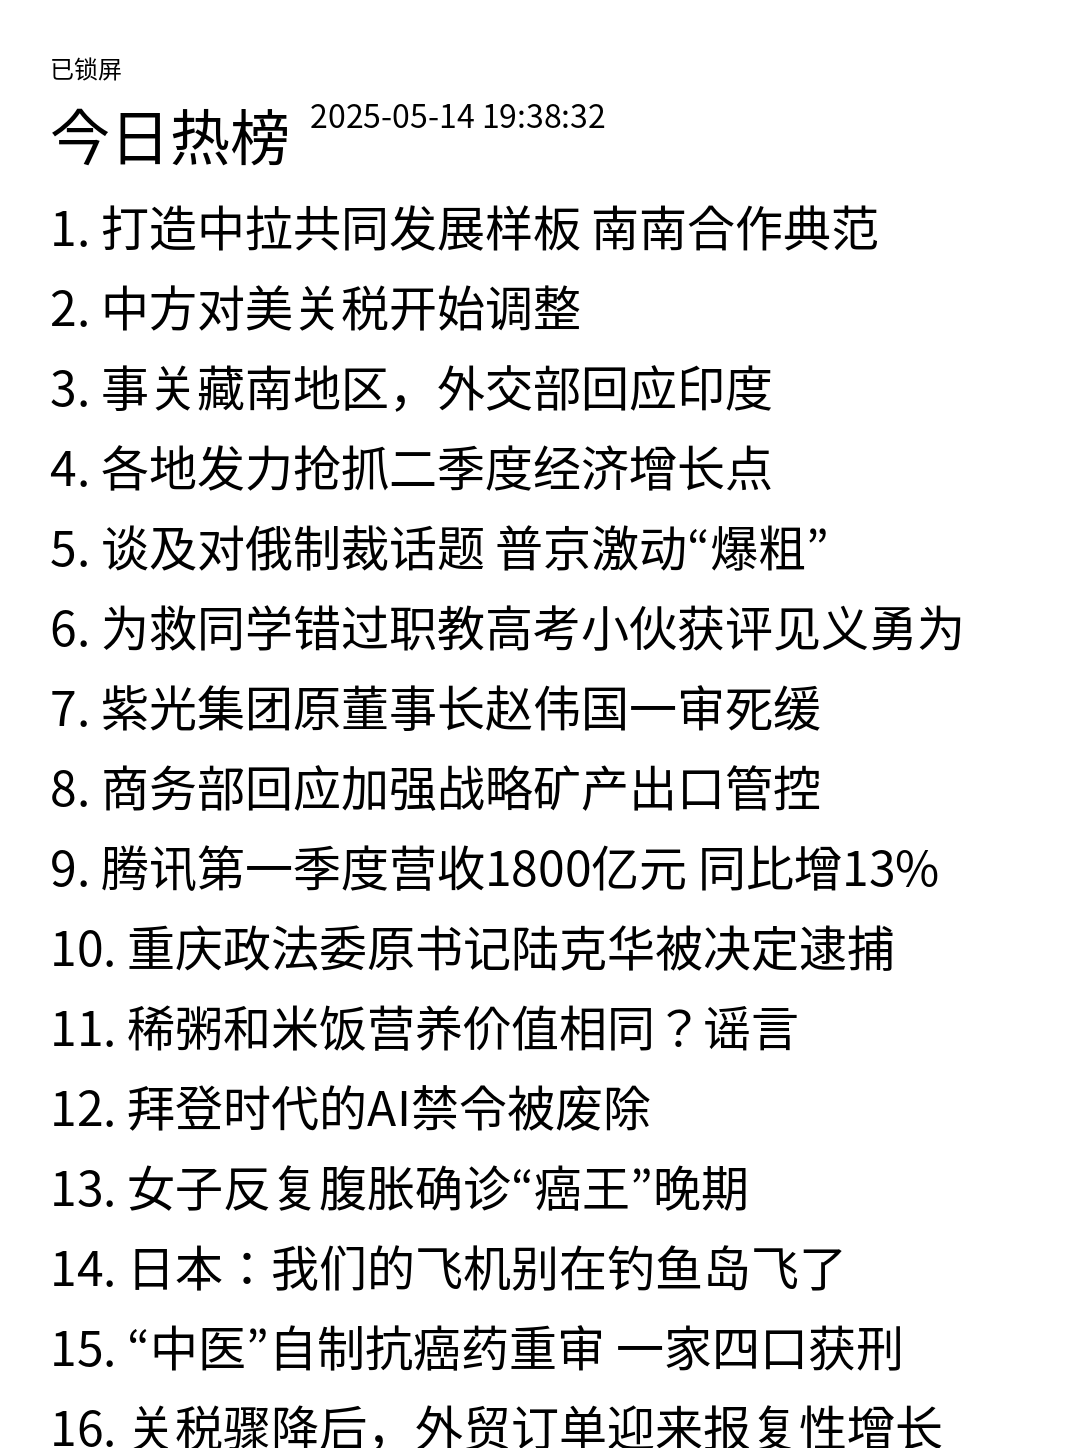 已锁屏
今日热榜 2025-05-14 19:38:32
1. 打造中拉共同发展样板 南南合作典范
2. 中方对美关税开始调整
3. 事关藏南地区，外交部回应印度
4. 各地发力抢抓二季度经济增长点
5. 谈及对俄制裁话题 普京激动“爆粗”
6. 为救同学错过职教高考小伙获评见义勇为
7. 紫光集团原董事长赵伟国一审死缓
8. 商务部回应加强战略矿产出口管控
9. 腾讯第一季度营收1800亿元 同比增13%
10. 重庆政法委原书记陆克华被决定逮捕
11. 稀粥和米饭营养价值相同？谣言
12. 拜登时代的AI禁令被废除
13. 女子反复腹胀确诊“癌王”晚期
14. 日本：我们的飞机别在钓鱼岛飞了
15. “中医”自制抗癌药重审 一家四口获刑
16. 关税骤降后，外贸订单迎来报复性增长